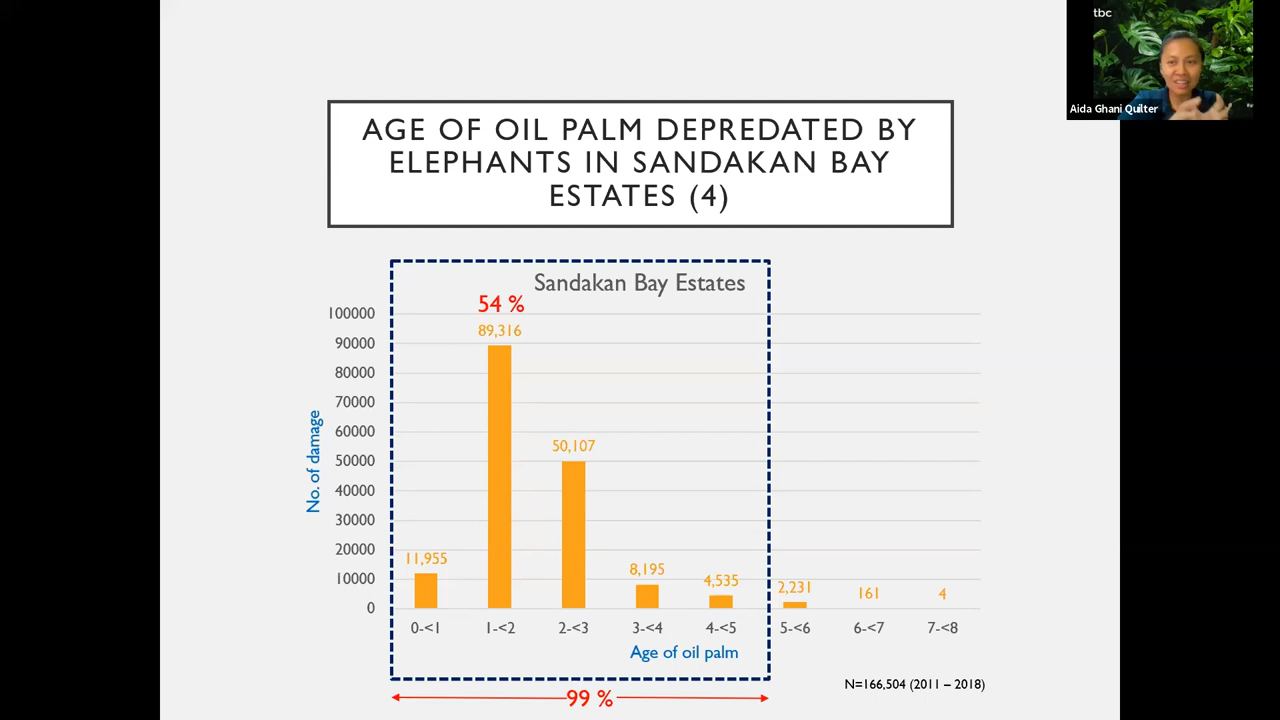 tbc
Aida Ghani Quilter
AGE OF OIL PALM DEPREDATED BY
ELEPHANTS IN SANDAKAN BAY
ESTATES (4)
Sandakan Bay Estates
54 %
100000
90000
80000
70000
60000
50000
40000
30000
20000
10000
0
No. of damage
11,955
89,316
50,107
8,195
4,535
2,231
161
4
0-<1 1-<2 2-<3 3-<4 4-<5 5-<6 6-<7 7-<8
Age of oil palm
N=166,504 (2011 – 2018)
99 %